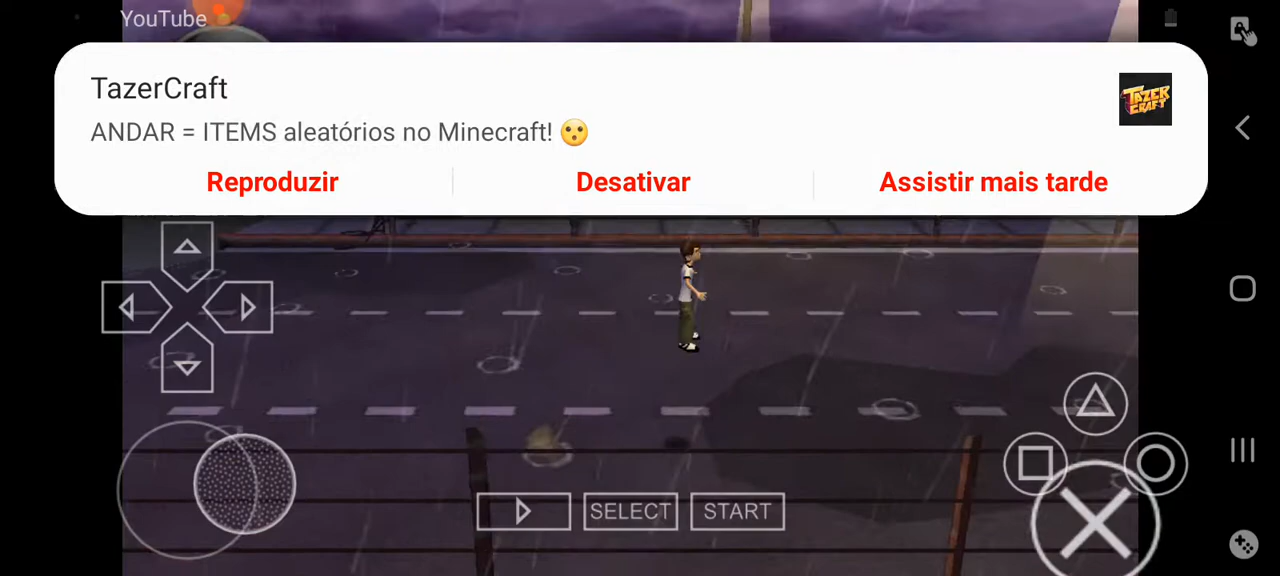 YouTube
TazerCraft
TAZER
CRAFT
ANDAR = ITEMS aleatórios no Minecraft! 😯
Reproduzir
Desativar
Assistir mais tarde
SELECT
START